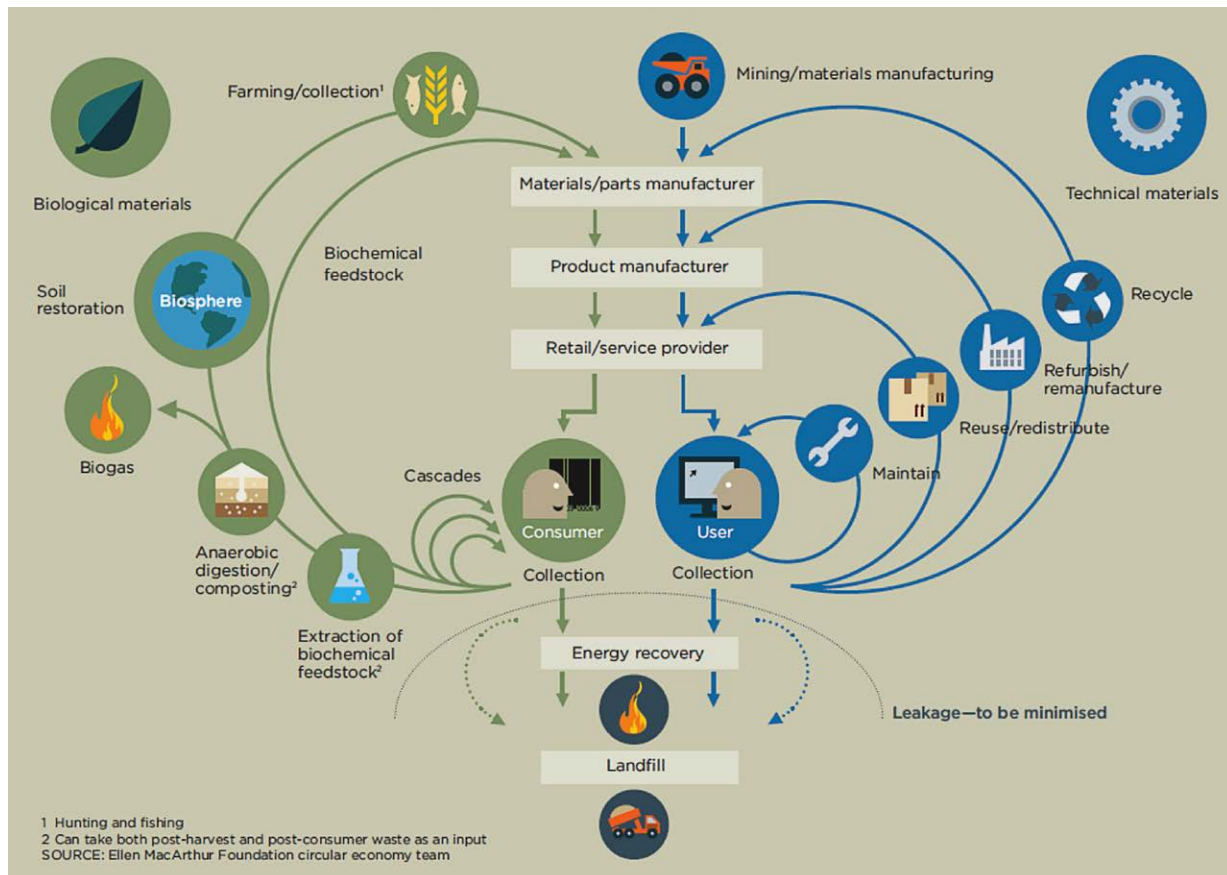 Farming/collection¹
Mining/materials manufacturing
Biological materials
Technical materials
Materials/parts manufacturer
Biochemical
feedstock
Product manufacturer
Soil
restoration
Biosphere
Recycle
Retail/service provider
Refurbish/
remanufacture
Reuse/redistribute
Biogas
Cascades
Maintain
Consumer
User
Anaerobic
digestion/
composting²
Collection
Collection
Extraction of
biochemical
feedstock²
Energy recovery
Leakage—to be minimised
Landfill
1 Hunting and fishing
2 Can take both post-harvest and post-consumer waste as an input
SOURCE: Ellen MacArthur Foundation circular economy team